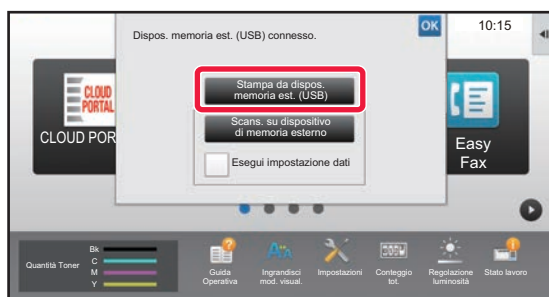 Dispos. memoria est. (USB) connesso.
OK
10:15
Stampa da dispos.
memoria est. (USB)
Scans. su dispositivo
di memoria esterno
Esegui impostazione dati
CLOUD
PORTAL
CLOUD POR
Easy
Fax
Quantità Toner
Bk
C
M
Y
Guida
Operativa
Ingrandisci
mod. visual.
Impostazioni
Conteggio
tot.
Regolazione
luminosità
Stato lavoro